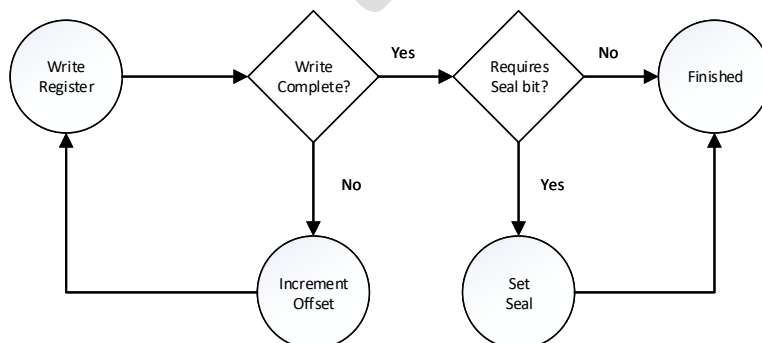 Write
Register
Write
Complete?
Yes
Requires
Seal bit?
No
Finished
No
Yes
Increment
Offset
Set
Seal